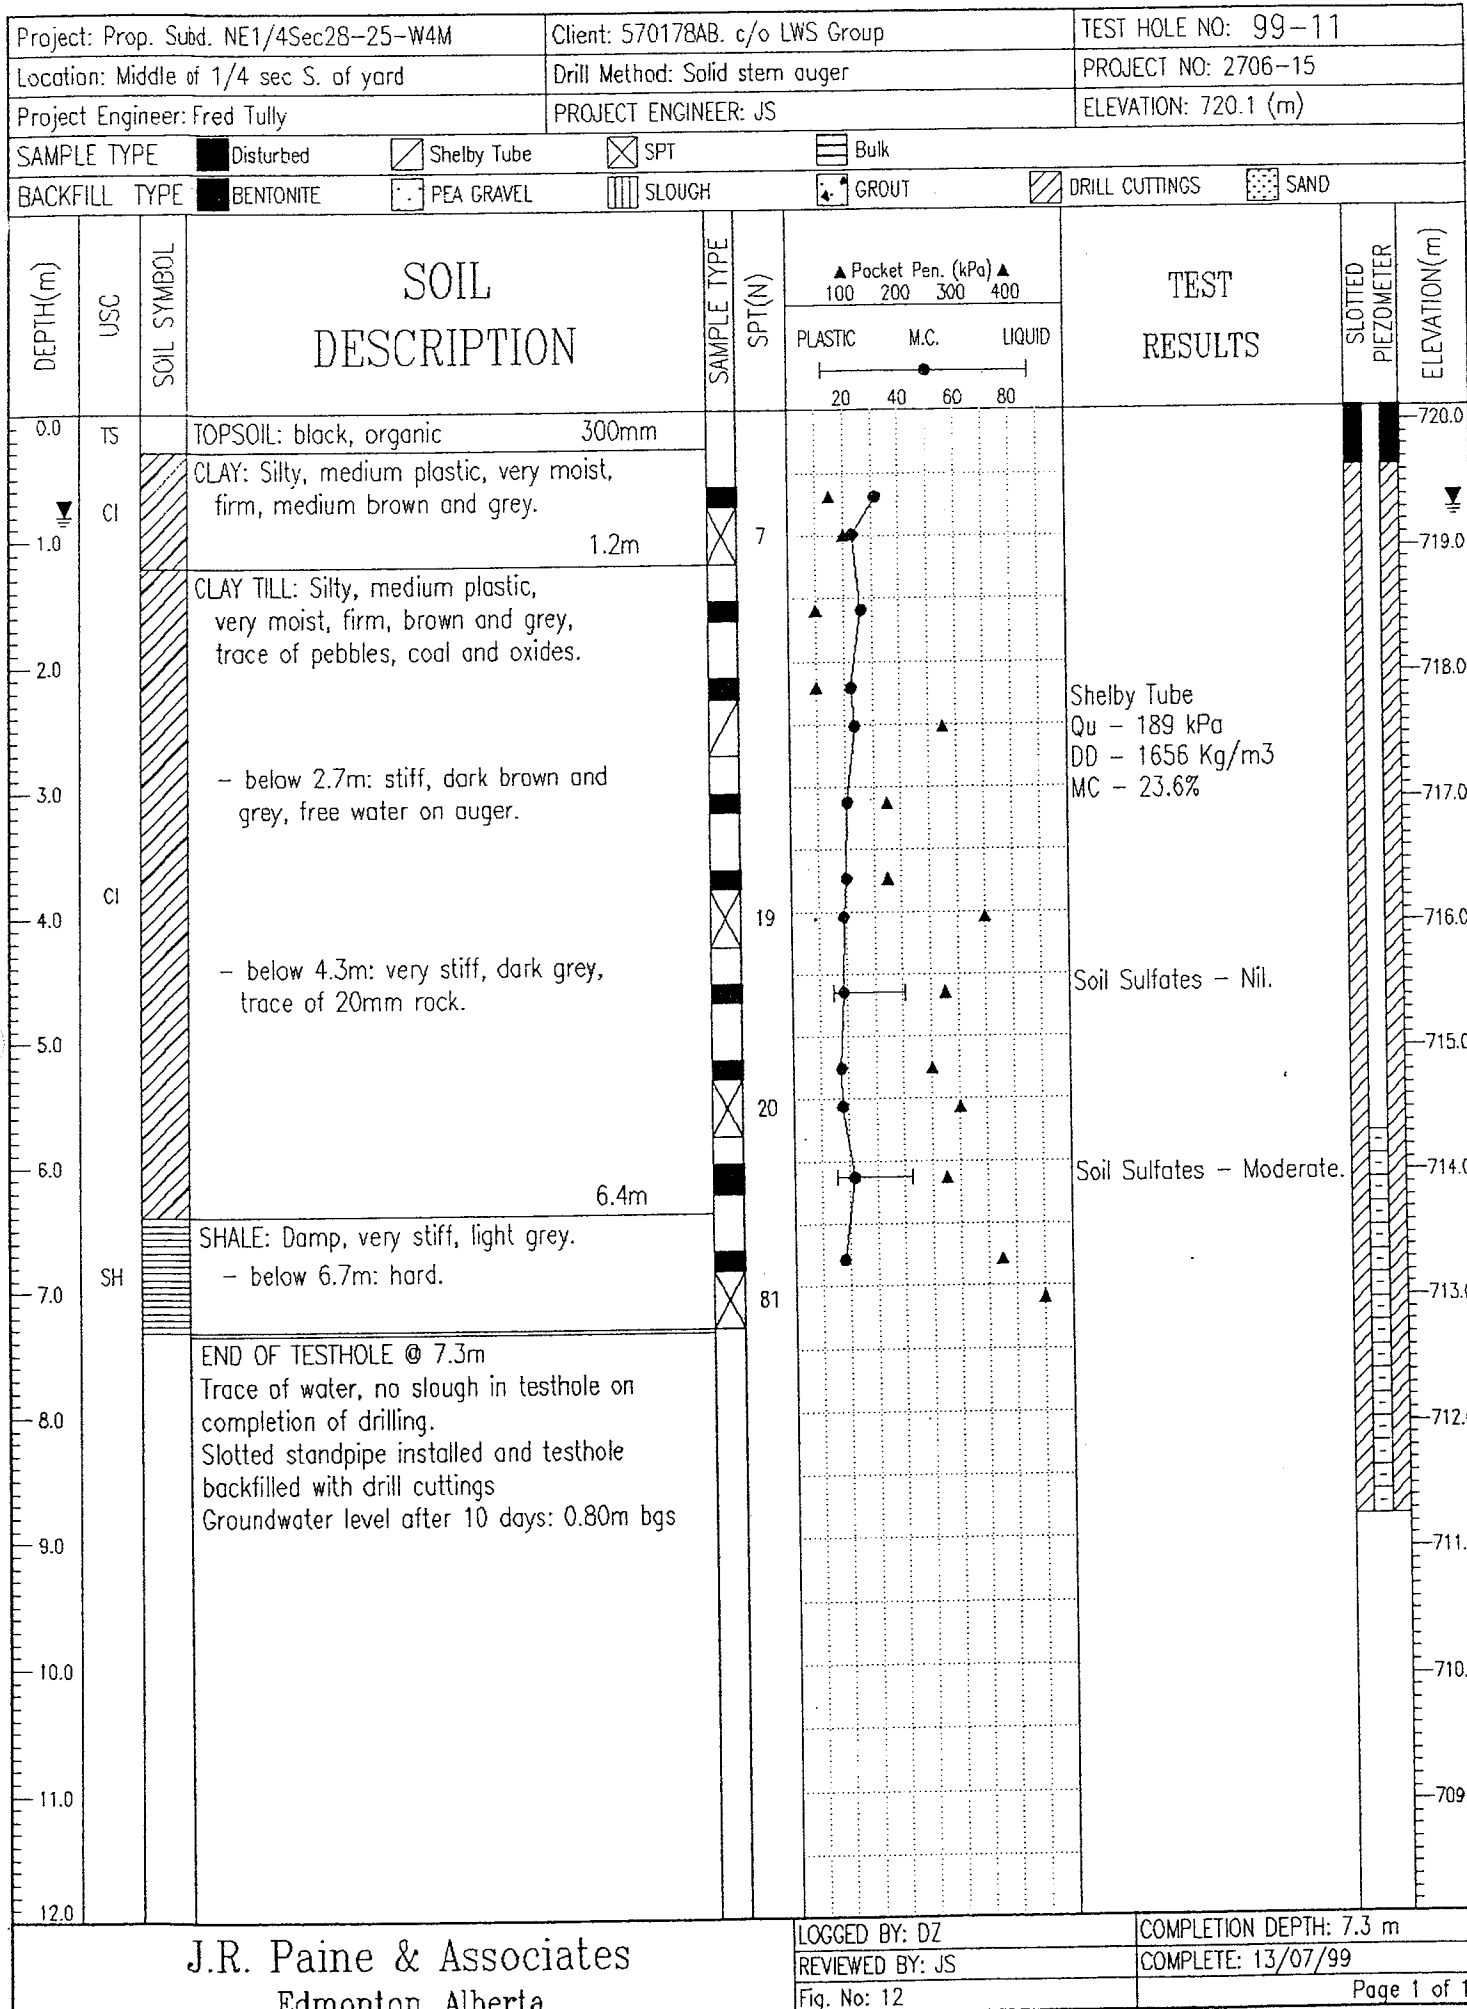 Project: Prop. Subd. NE1/4Sec28-25-W4M
Client: 570178AB. c/o LWS Group
TEST HOLE NO: 99-11
Location: Middle of 1/4 sec S. of yard
Drill Method: Solid stem auger
PROJECT NO: 2706-15
Project Engineer: Fred Tully
PROJECT ENGINEER: JS
ELEVATION: 720.1 (m)
SAMPLE TYPE Disturbed Shelby Tube SPT Bulk
BACKFILL TYPE BENTONITE PEA GRAVEL SLOUGH GROUT DRILL CUTTINGS SAND
DEPTH(m)
USC
SOIL SYMBOL
SOIL
DESCRIPTION
SAMPLE TYPE
SPT(N)
▲ Pocket Pen. (kPa) ▲
100 200 300 400
PLASTIC M.C. LIQUID
20 40 60 80
TEST
RESULTS
SLOTTED
PIEZOMETER
ELEVATION(m)
0.0
TS
TOPSOIL: black, organic 300mm
720.0
CLAY: Silty, medium plastic, very moist,
firm, medium brown and grey.
CI
1.0
1.2m
7
719.0
CLAY TILL: Silty, medium plastic,
very moist, firm, brown and grey,
trace of pebbles, coal and oxides.
2.0
718.0
Shelby Tube
Qu - 189 kPa
DD - 1656 Kg/m3
MC - 23.6%
- below 2.7m: stiff, dark brown and
grey, free water on auger.
3.0
717.0
CI
4.0
19
716.0
- below 4.3m: very stiff, dark grey,
trace of 20mm rock.
Soil Sulfates - Nil.
5.0
715.0
20
6.0
Soil Sulfates - Moderate.
714.0
6.4m
SHALE: Damp, very stiff, light grey.
- below 6.7m: hard.
SH
7.0
81
713.0
END OF TESTHOLE @ 7.3m
Trace of water, no slough in testhole on
completion of drilling.
Slotted standpipe installed and testhole
backfilled with drill cuttings
Groundwater level after 10 days: 0.80m bgs
8.0
712.
9.0
711.
10.0
710.
11.0
709
12.0
J.R. Paine & Associates
Edmonton, Alberta
LOGGED BY: DZ
COMPLETION DEPTH: 7.3 m
REVIEWED BY: JS
COMPLETE: 13/07/99
Fig. No: 12
Page 1 of 1